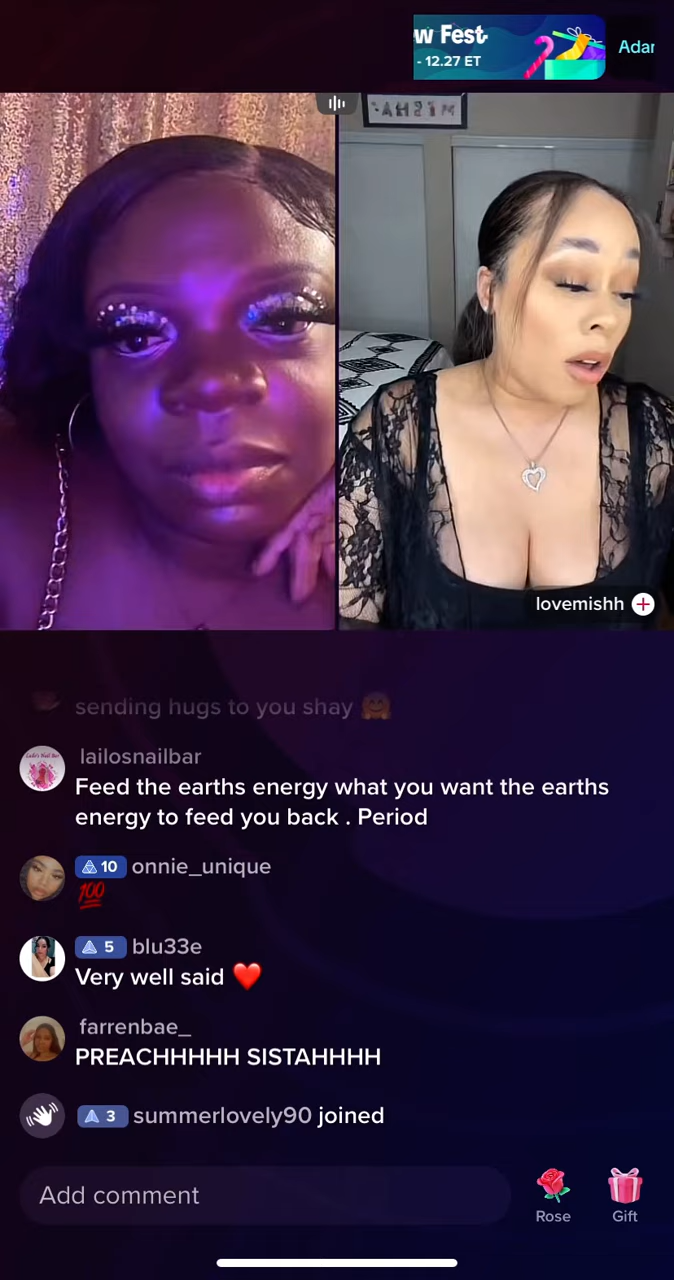 w Fest
- 12.27 ET
Adar
MISHA
lovemishh
sending hugs to you shay 🤗
lailosnailbar
Feed the earths energy what you want the earths
energy to feed you back . Period
10 onnie_unique
💯
5 blu33e
Very well said ❤️
farrenbae_
PREACHHHHH SISTAHHHH
3 summerlovely90 joined
Add comment
Rose
Gift